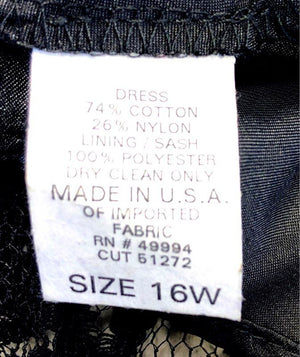 DRESS
74% COTTON
26% NYLON
LINING / SASH
100% POLYESTER
DRY CLEAN ONLY
MADE IN U.S.A.
OF IMPORTED
FABRIC
RN # 49994
CUT 51272
SIZE 16W